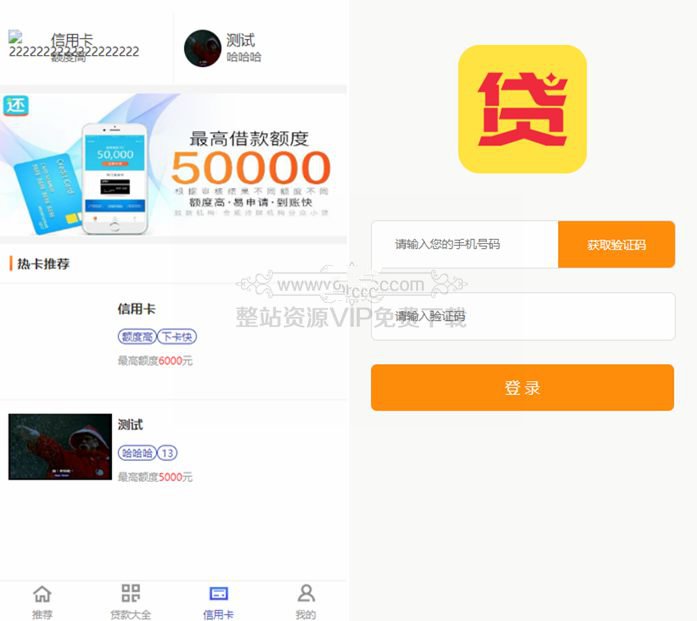 信用卡
22222222222222222222
额度高
测试
哈哈哈
还
50,000
CreditCard
最高借款额度
50000
根据审核结果不同额度不同
额度高·易申请·到账快
热卡推荐
信用卡
额度高 下卡快
最高额度6000元
测试
哈哈哈 13
最高额度5000元
推荐
贷款大全
信用卡
我的
贷
请输入您的手机号码
获取验证码
请输入验证码
登 录
整站资源VIP免费下载